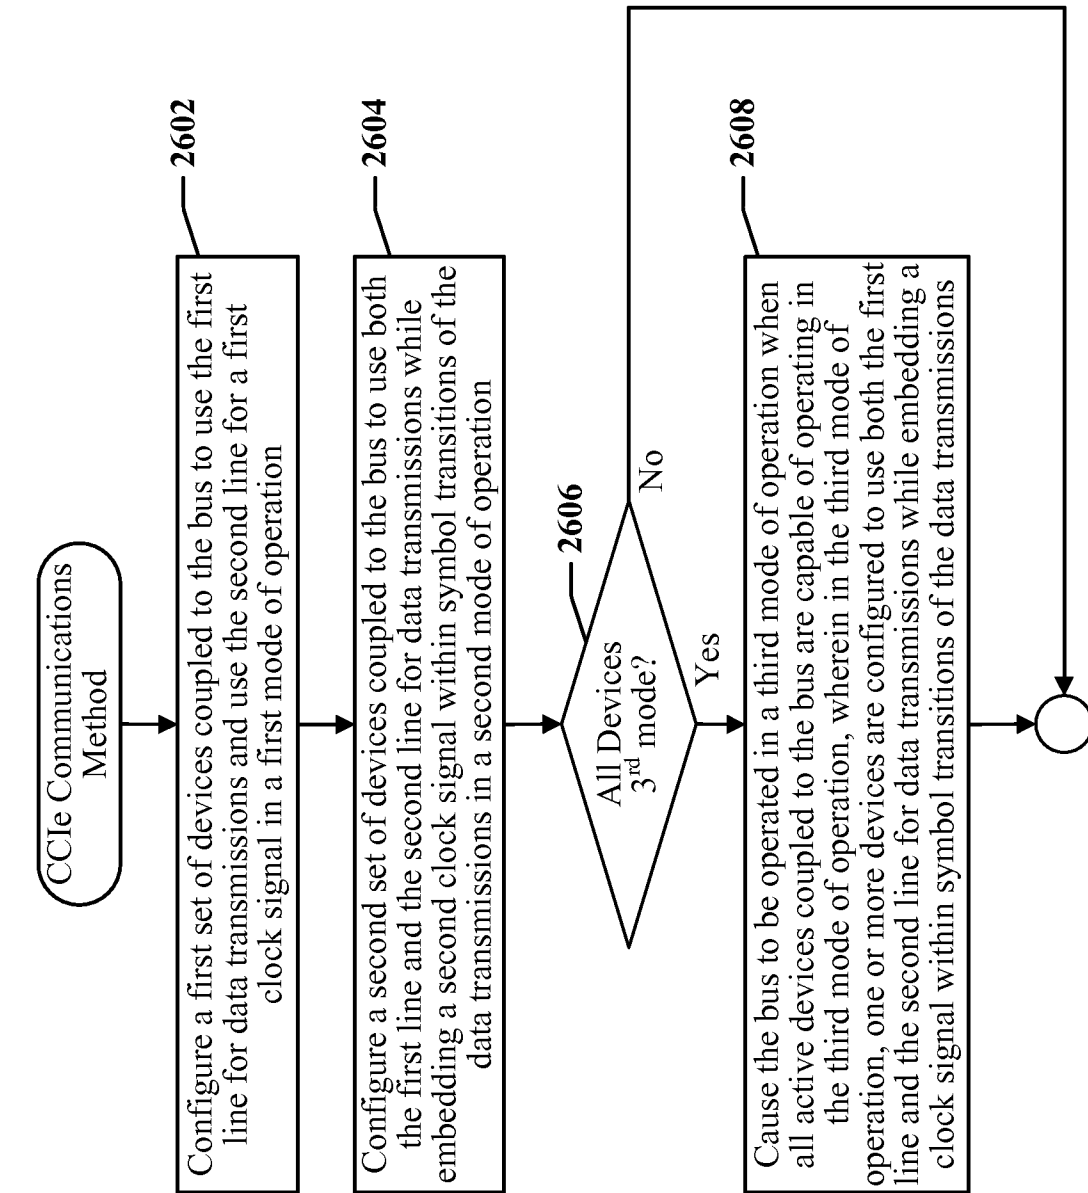 CCIe Communications
Method
2602
Configure a first set of devices coupled to the bus to use the first
line for data transmissions and use the second line for a first
clock signal in a first mode of operation
2604
Configure a second set of devices coupled to the bus to use both
the first line and the second line for data transmissions while
embedding a second clock signal within symbol transitions of the
data transmissions in a second mode of operation
2606
All Devices
3rd mode?
No
Yes
2608
Cause the bus to be operated in a third mode of operation when
all active devices coupled to the bus are capable of operating in
the third mode of operation, wherein in the third mode of
operation, one or more devices are configured to use both the first
line and the second line for data transmissions while embedding a
clock signal within symbol transitions of the data transmissions